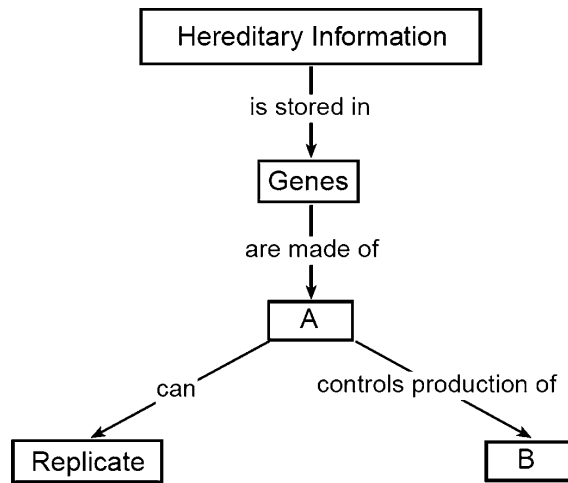 Hereditary Information
is stored in
Genes
are made of
A
can
controls production of
Replicate
B